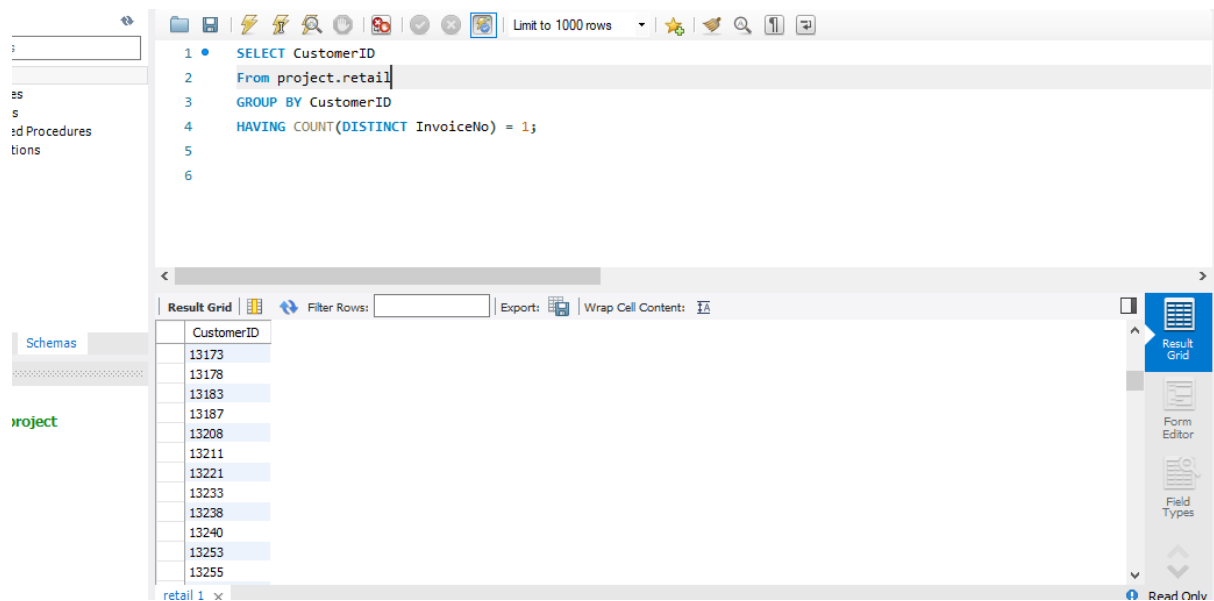 Limit to 1000 rows
1 SELECT CustomerID
2 From project.retail
3 GROUP BY CustomerID
4 HAVING COUNT(DISTINCT InvoiceNo) = 1;
5
6
s
es
s
ed Procedures
tions
Schemas
project
Result Grid Filter Rows: Export: Wrap Cell Content:
CustomerID
13173
13178
13183
13187
13208
13211
13221
13233
13238
13240
13253
13255
Result
Grid
Form
Editor
Field
Types
retail 1
Read Only